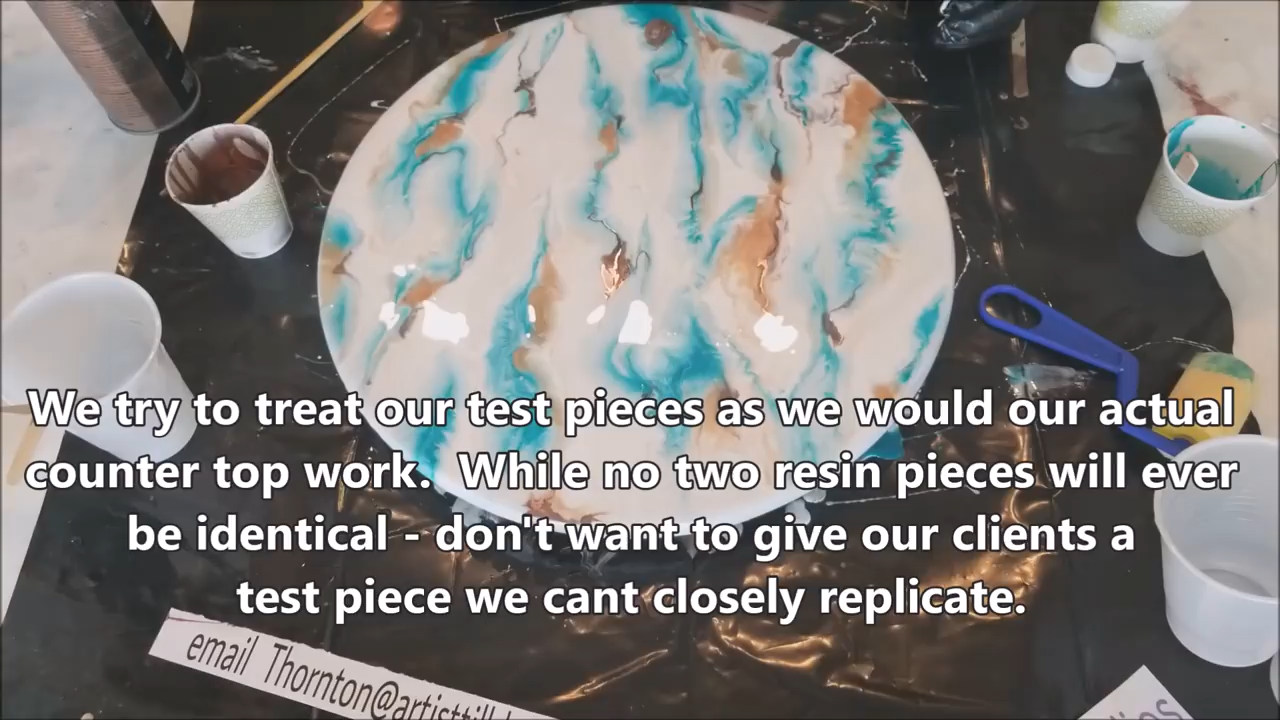 We try to treat our test pieces as we would our actual
counter top work.  While no two resin pieces will ever
be identical - don't want to give our clients a
test piece we cant closely replicate.
email Thornton@artisttill